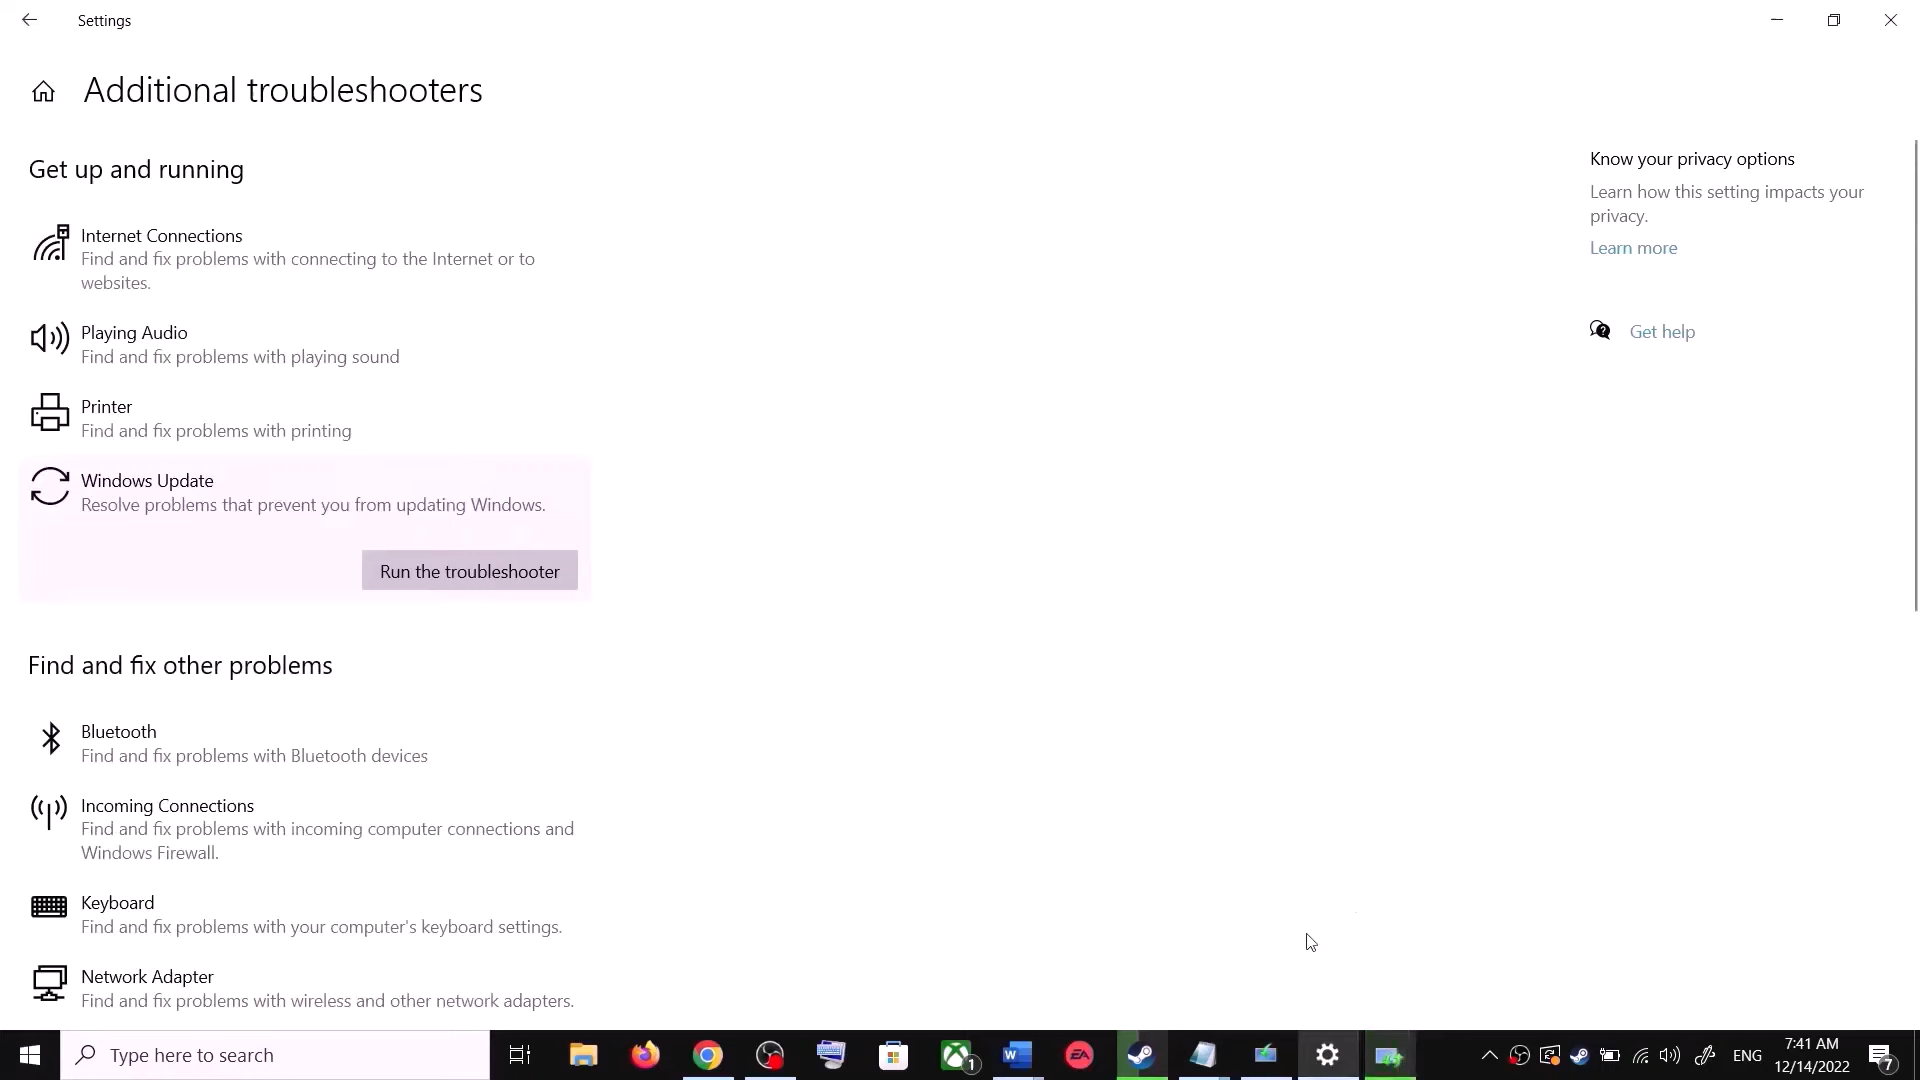 Settings
Additional troubleshooters
Get up and running
Internet Connections
Find and fix problems with connecting to the Internet or to
websites.
Playing Audio
Find and fix problems with playing sound
Printer
Find and fix problems with printing
Windows Update
Resolve problems that prevent you from updating Windows.
Run the troubleshooter
Find and fix other problems
Bluetooth
Find and fix problems with Bluetooth devices
Incoming Connections
Find and fix problems with incoming computer connections and
Windows Firewall.
Keyboard
Find and fix problems with your computer's keyboard settings.
Network Adapter
Find and fix problems with wireless and other network adapters.
Know your privacy options
Learn how this setting impacts your
privacy.
Learn more
Get help
Type here to search
1
W
EA
ENG
7:41 AM
12/14/2022
7